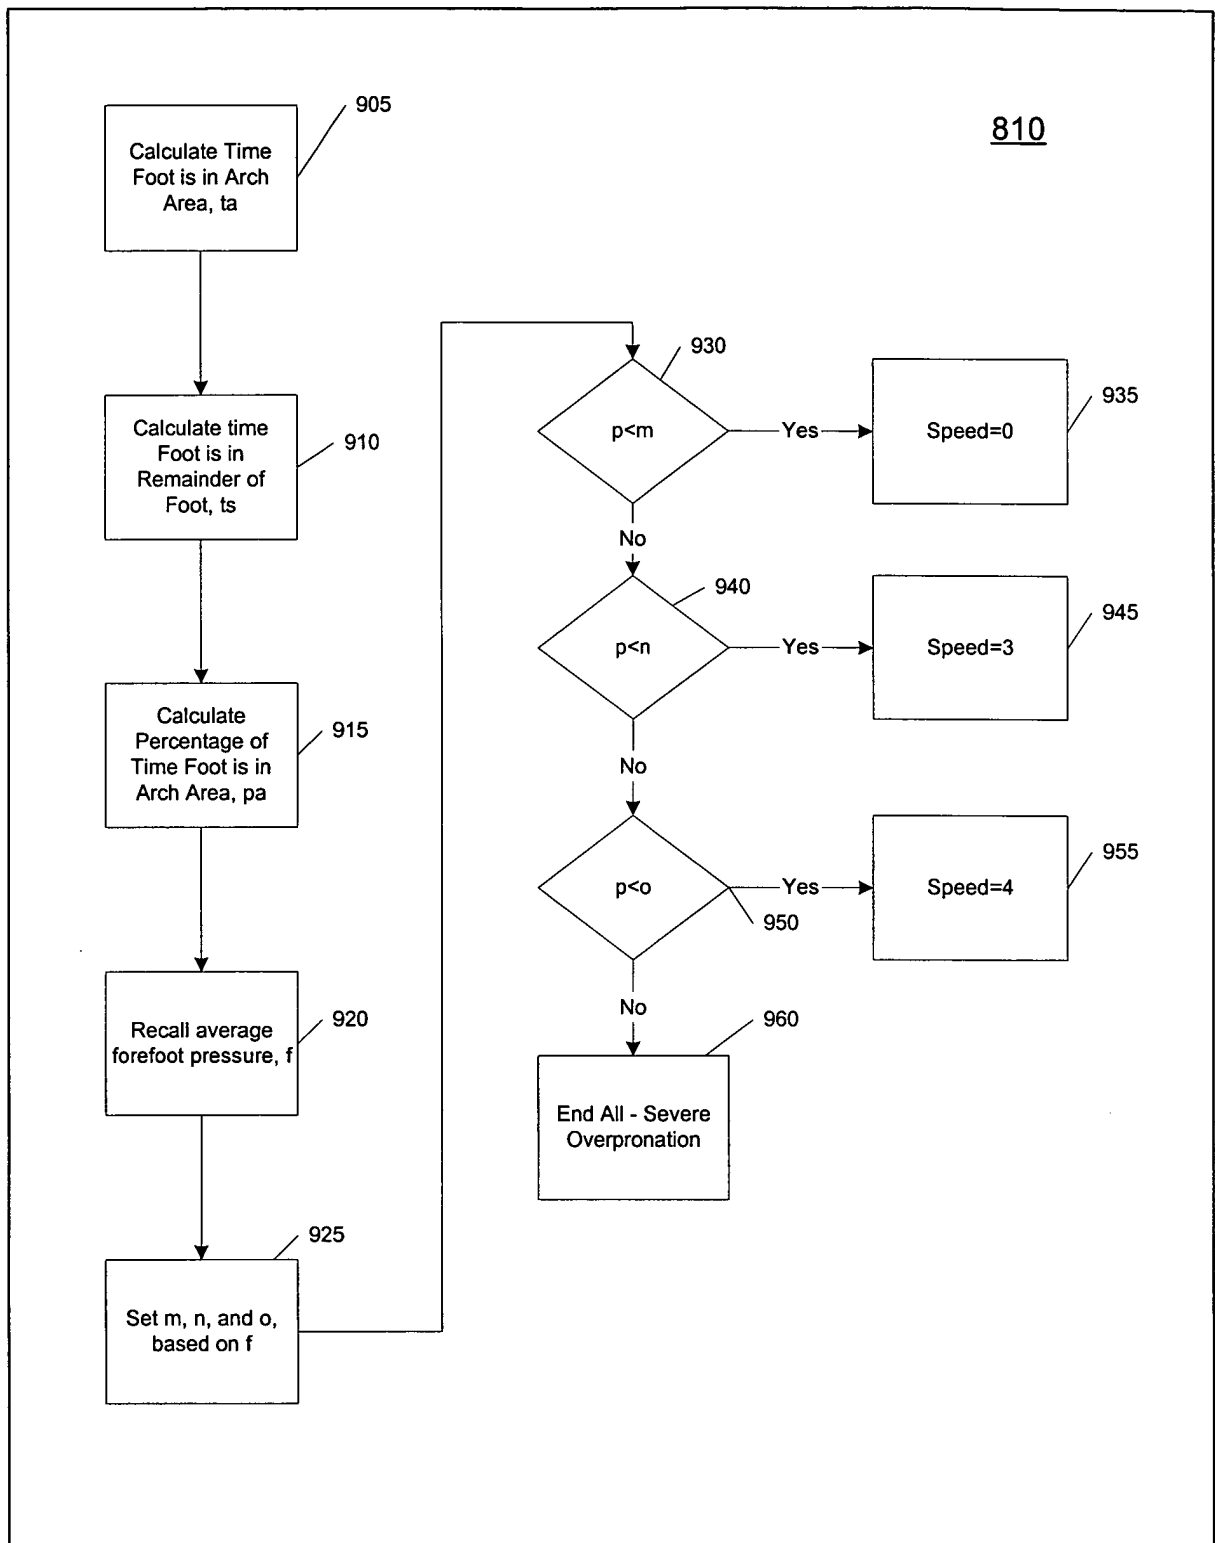 810
905
Calculate Time
Foot is in Arch
Area, ta
910
Calculate time
Foot is in
Remainder of
Foot, ts
915
Calculate
Percentage of
Time Foot is in
Arch Area, pa
920
Recall average
forefoot pressure, f
925
Set m, n, and o,
based on f
930
p<m
Yes
935
Speed=0
No
940
p<n
Yes
945
Speed=3
No
950
p<o
Yes
955
Speed=4
No
960
End All - Severe
Overpronation